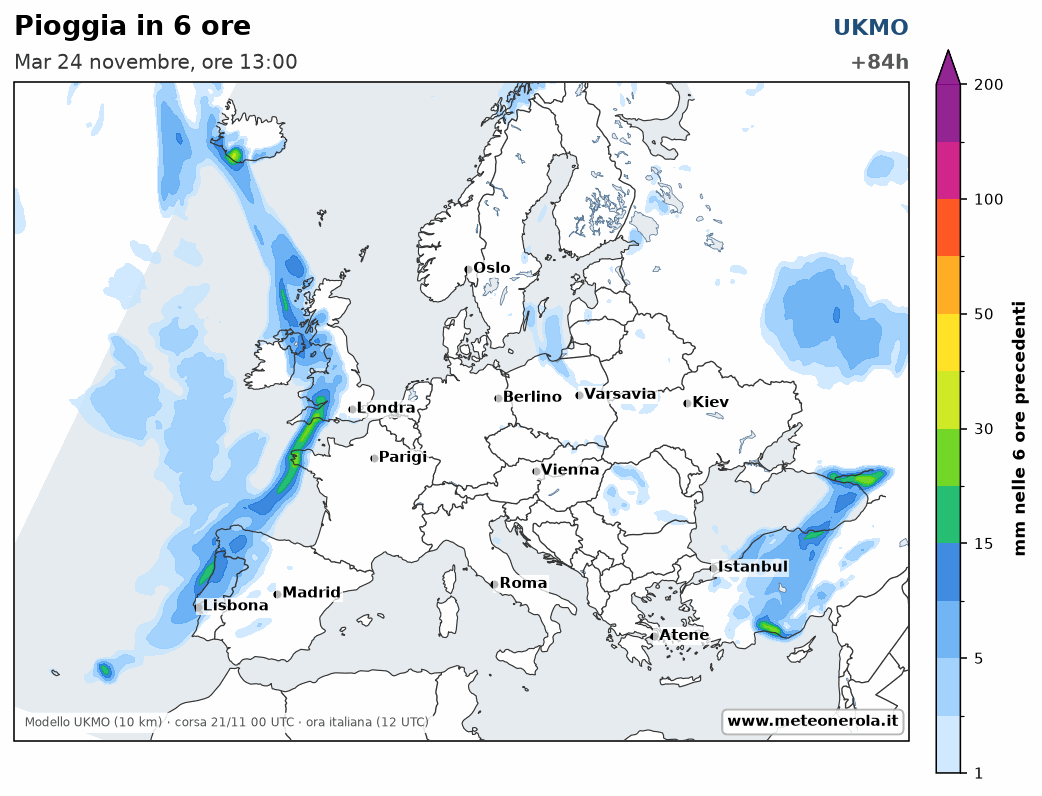 Pioggia in 6 ore
UKMO
Mar 24 novembre, ore 13:00
+84h
200
100
50
30
15
5
1
mm nelle 6 ore precedenti
Oslo
Berlino
Varsavia
Kiev
Londra
Parigi
Vienna
Istanbul
Madrid
Lisbona
Roma
Atene
Modello UKMO (10 km) · corsa 21/11 00 UTC · ora italiana (12 UTC)
www.meteonerola.it